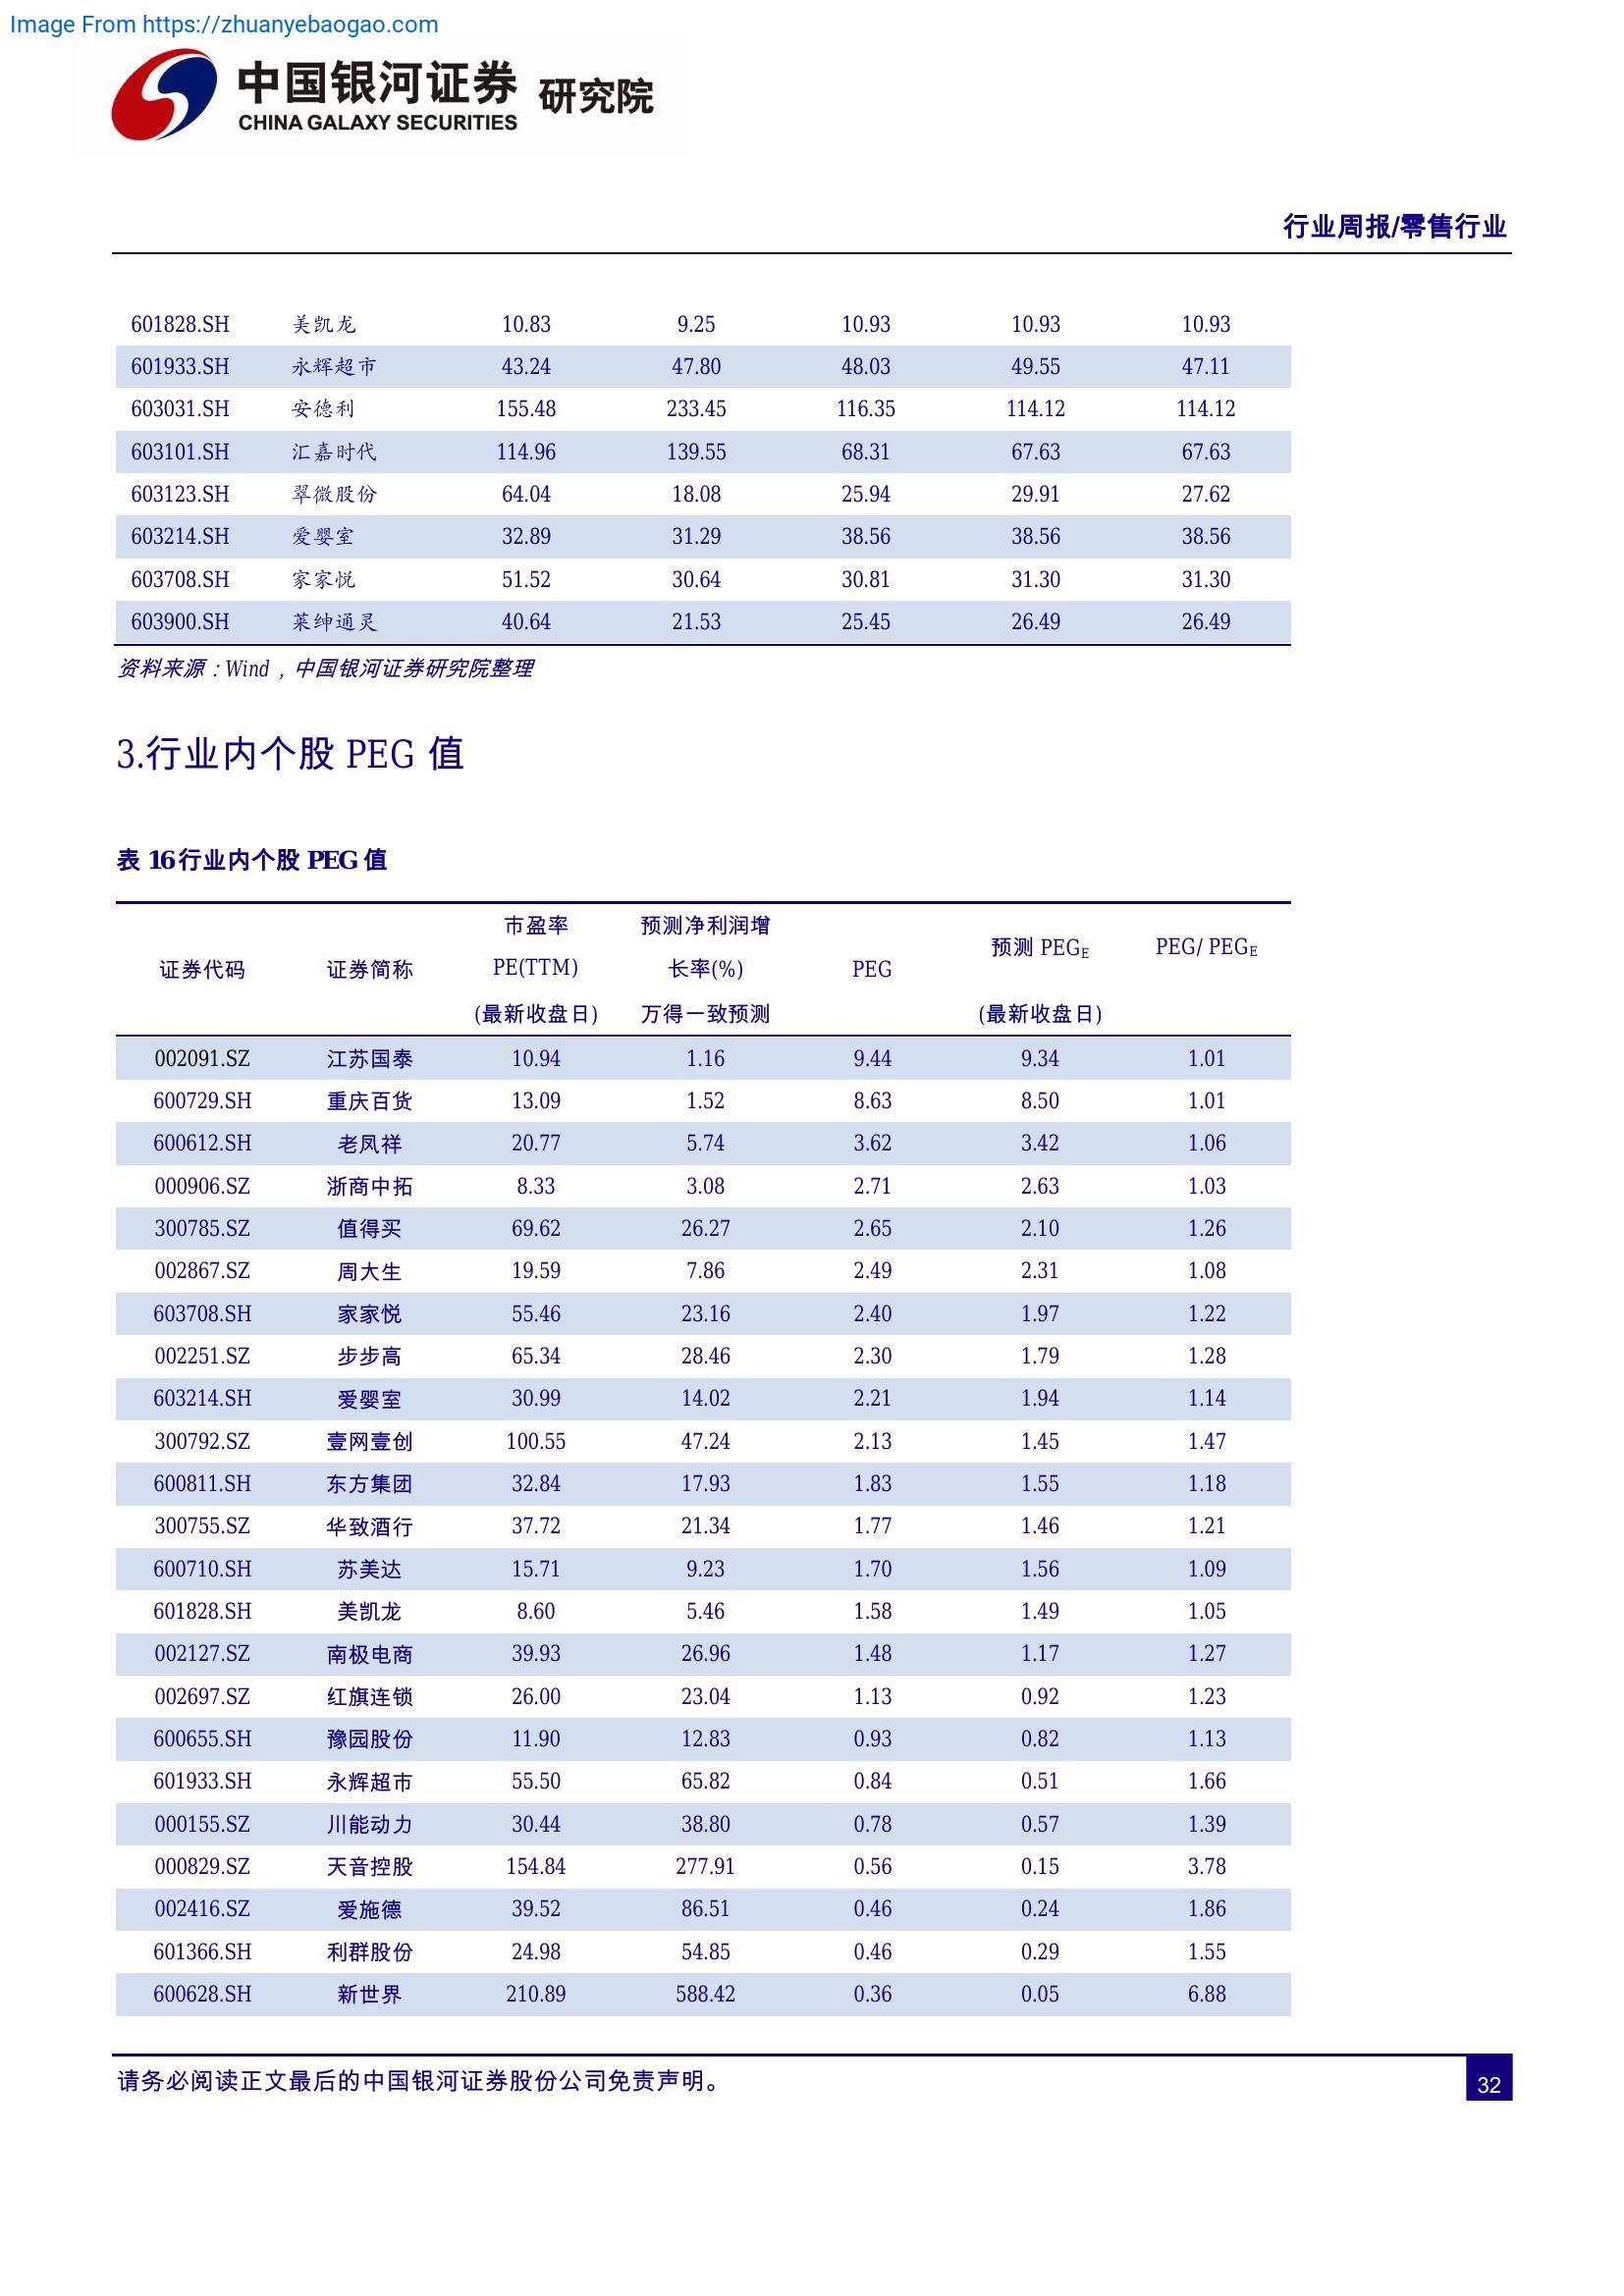 Image From https://zhuanyebaogao.com
中国银河证券 研究院
CHINA GALAXY SECURITIES
行业周报/零售行业
601828.SH 美凯龙 10.83 9.25 10.93 10.93 10.93
601933.SH 永辉超市 43.24 47.80 48.03 49.55 47.11
603031.SH 安德利 155.48 233.45 116.35 114.12 114.12
603101.SH 汇嘉时代 114.96 139.55 68.31 67.63 67.63
603123.SH 翠微股份 64.04 18.08 25.94 29.91 27.62
603214.SH 爱婴室 32.89 31.29 38.56 38.56 38.56
603708.SH 家家悦 51.52 30.64 30.81 31.30 31.30
603900.SH 莱绅通灵 40.64 21.53 25.45 26.49 26.49
资料来源：Wind，中国银河证券研究院整理
3.行业内个股 PEG 值
表 16 行业内个股 PEG 值
市盈率 预测净利润增
预测 PEGE PEG/ PEGE
证券代码 证券简称 PE(TTM) 长率(%) PEG
(最新收盘日) 万得一致预测 (最新收盘日)
002091.SZ 江苏国泰 10.94 1.16 9.44 9.34 1.01
600729.SH 重庆百货 13.09 1.52 8.63 8.50 1.01
600612.SH 老凤祥 20.77 5.74 3.62 3.42 1.06
000906.SZ 浙商中拓 8.33 3.08 2.71 2.63 1.03
300785.SZ 值得买 69.62 26.27 2.65 2.10 1.26
002867.SZ 周大生 19.59 7.86 2.49 2.31 1.08
603708.SH 家家悦 55.46 23.16 2.40 1.97 1.22
002251.SZ 步步高 65.34 28.46 2.30 1.79 1.28
603214.SH 爱婴室 30.99 14.02 2.21 1.94 1.14
300792.SZ 壹网壹创 100.55 47.24 2.13 1.45 1.47
600811.SH 东方集团 32.84 17.93 1.83 1.55 1.18
300755.SZ 华致酒行 37.72 21.34 1.77 1.46 1.21
600710.SH 苏美达 15.71 9.23 1.70 1.56 1.09
601828.SH 美凯龙 8.60 5.46 1.58 1.49 1.05
002127.SZ 南极电商 39.93 26.96 1.48 1.17 1.27
002697.SZ 红旗连锁 26.00 23.04 1.13 0.92 1.23
600655.SH 豫园股份 11.90 12.83 0.93 0.82 1.13
601933.SH 永辉超市 55.50 65.82 0.84 0.51 1.66
000155.SZ 川能动力 30.44 38.80 0.78 0.57 1.39
000829.SZ 天音控股 154.84 277.91 0.56 0.15 3.78
002416.SZ 爱施德 39.52 86.51 0.46 0.24 1.86
601366.SH 利群股份 24.98 54.85 0.46 0.29 1.55
600628.SH 新世界 210.89 588.42 0.36 0.05 6.88
请务必阅读正文最后的中国银河证券股份公司免责声明。
32